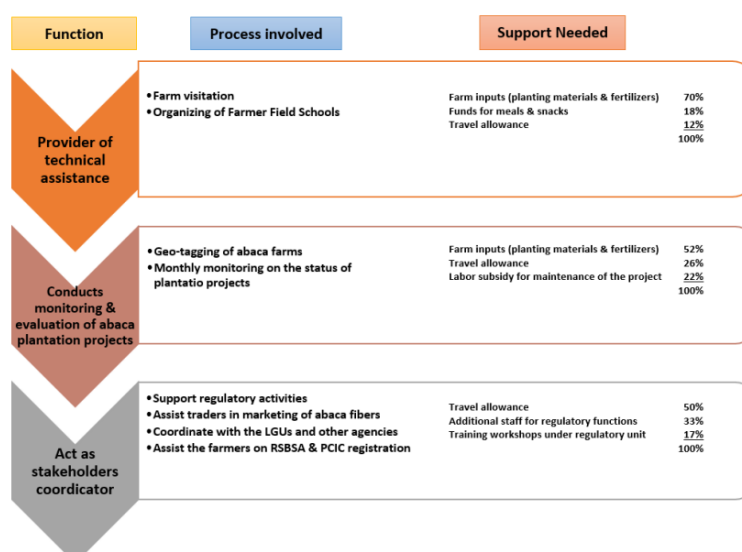 Function
Process involved
Support Needed
Provider of
technical
assistance
•Farm visitation
•Organizing of Farmer Field Schools
Farm inputs (planting materials & fertilizers) 70%
Funds for meals & snacks 18%
Travel allowance 12%
100%
Conducts
monitoring &
evaluation of abaca
plantation projects
•Geo-tagging of abaca farms
•Monthly monitoring on the status of
plantatio projects
Farm inputs (planting materials & fertilizers) 52%
Travel allowance 26%
Labor subsidy for maintenance of the project 22%
100%
Act as
stakeholders
coordicator
•Support regulatory activities
•Assist traders in marketing of abaca fibers
•Coordinate with the LGUs and other agencies
•Assist the farmers on RSBSA & PCIC registration
Travel allowance 50%
Additional staff for regulatory functions 33%
Training workshops under regulatory unit 17%
100%